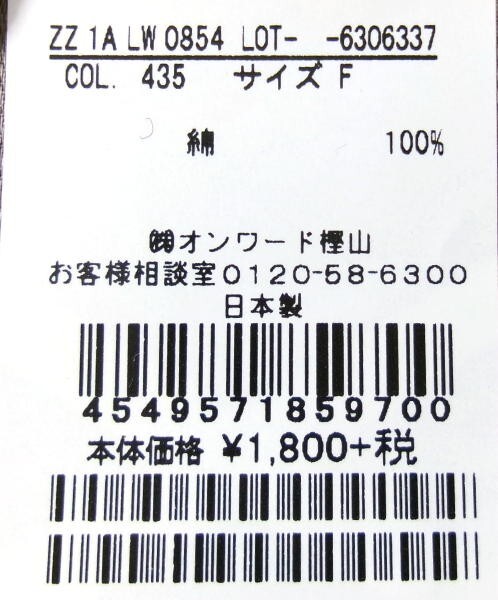 ZZ 1A LW 0854 LOT- -6306337
COL. 435 サイズ F
綿 100%
㈱オンワード樫山
お客様相談室0120-58-6300
日本製
4549571859700
本体価格 ¥1,800+税